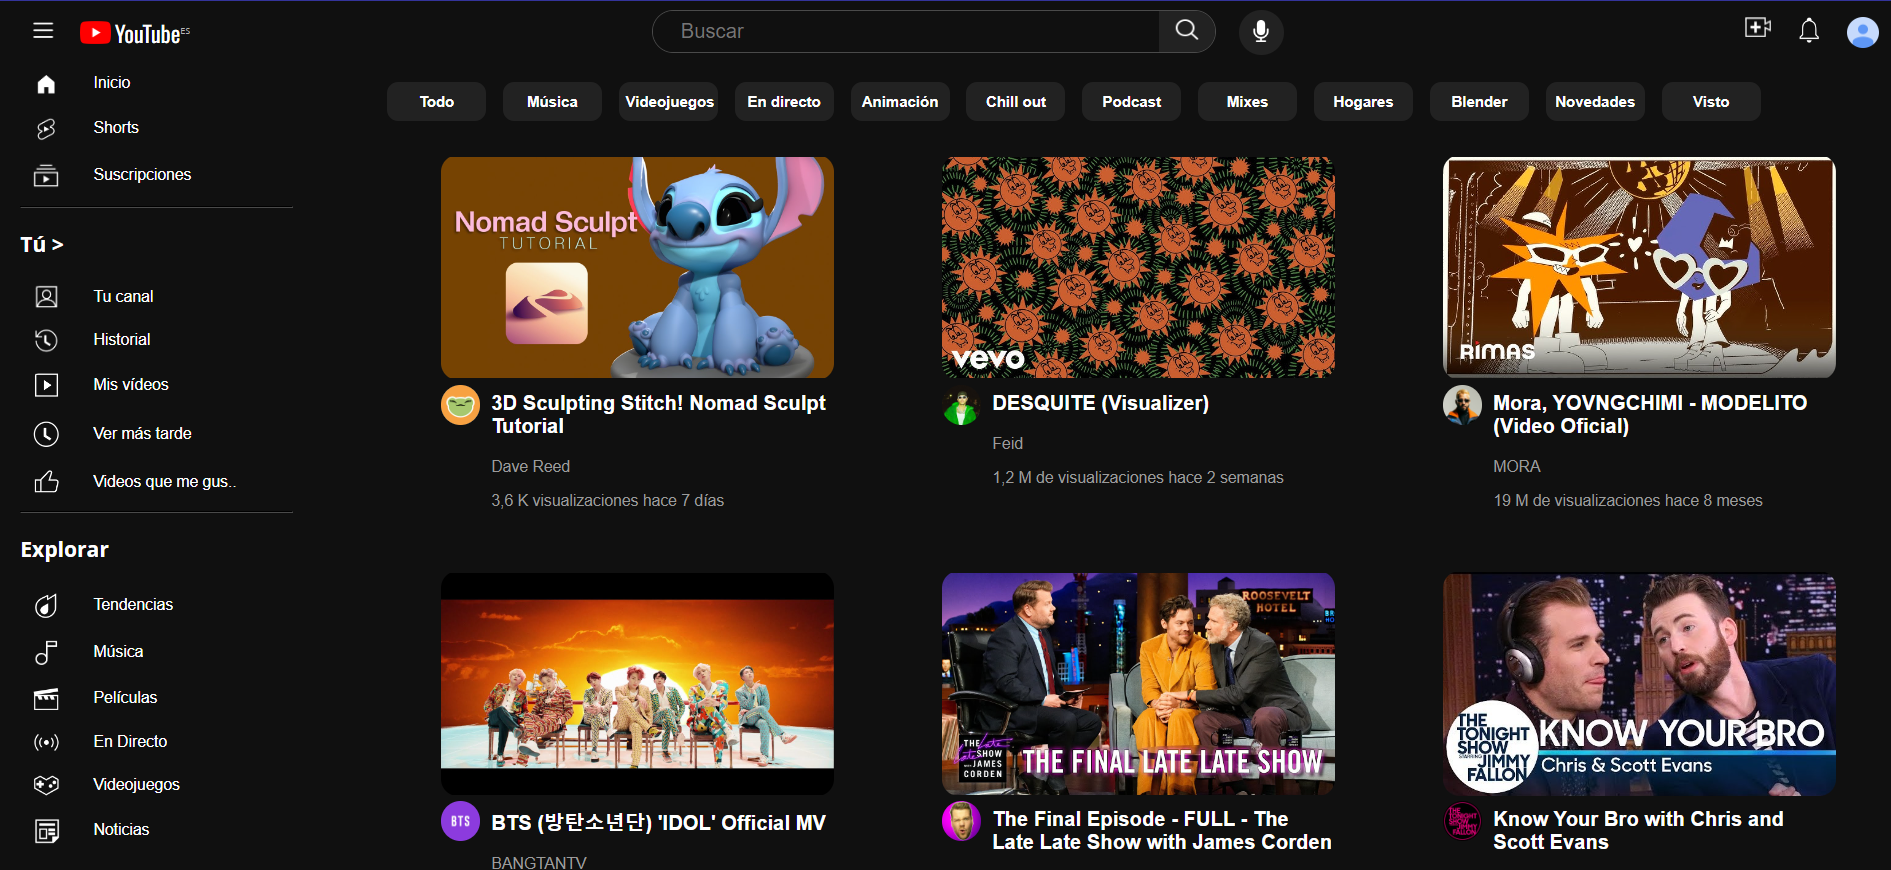 YouTube ES
Buscar
Inicio
Shorts
Suscripciones
Tú >
Tu canal
Historial
Mis vídeos
Ver más tarde
Videos que me gus..
Explorar
Tendencias
Música
Películas
En Directo
Videojuegos
Noticias
Todo
Música
Videojuegos
En directo
Animación
Chill out
Podcast
Mixes
Hogares
Blender
Novedades
Visto
Nomad Sculpt
TUTORIAL
3D Sculpting Stitch! Nomad Sculpt
Tutorial
Dave Reed
3,6 K visualizaciones hace 7 días
vevo
DESQUITE (Visualizer)
Feid
1,2 M de visualizaciones hace 2 semanas
RIMAS
Mora, YOVNGCHIMI - MODELITO
(Video Oficial)
MORA
19 M de visualizaciones hace 8 meses
BTS
BTS (방탄소년단) 'IDOL' Official MV
BANGTANTV
ROOSEVELT
HOTEL
THE
Late Late
SHOW
WITH JAMES
CORDEN
THE FINAL LATE LATE SHOW
The Final Episode - FULL - The
Late Late Show with James Corden
THE
TONIGHT
SHOW
STARRING
JIMMY
FALLON
KNOW YOUR BRO
Chris & Scott Evans
Know Your Bro with Chris and
Scott Evans